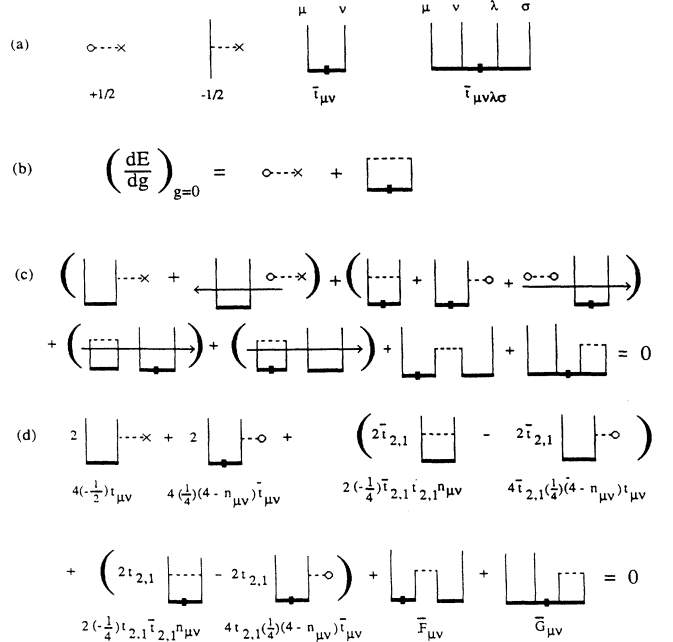 μ ν μ ν λ σ
(a)
+1/2 -1/2 t̄μν t̄μνλσ
(b) (dE/dg)g=0 = +
(c) ( + ) + ( + + )
+ ( ) + ( ) + + = 0
(d) 2 + 2 + ( 2t̄2,1 - 2t̄2,1 )
4(-1/2)tμν 4(1/4)(4 - nμν)t̄μν 2(-1/4)t̄2,1 t2,1nμν 4t̄2,1(1/4)(4 - nμν)tμν
+ ( 2t2,1 - 2t2,1 ) + + = 0
2(-1/4)t2,1 t̄2,1nμν 4t2,1(1/4)(4 - nμν)t̄μν F̄μν Ḡμν